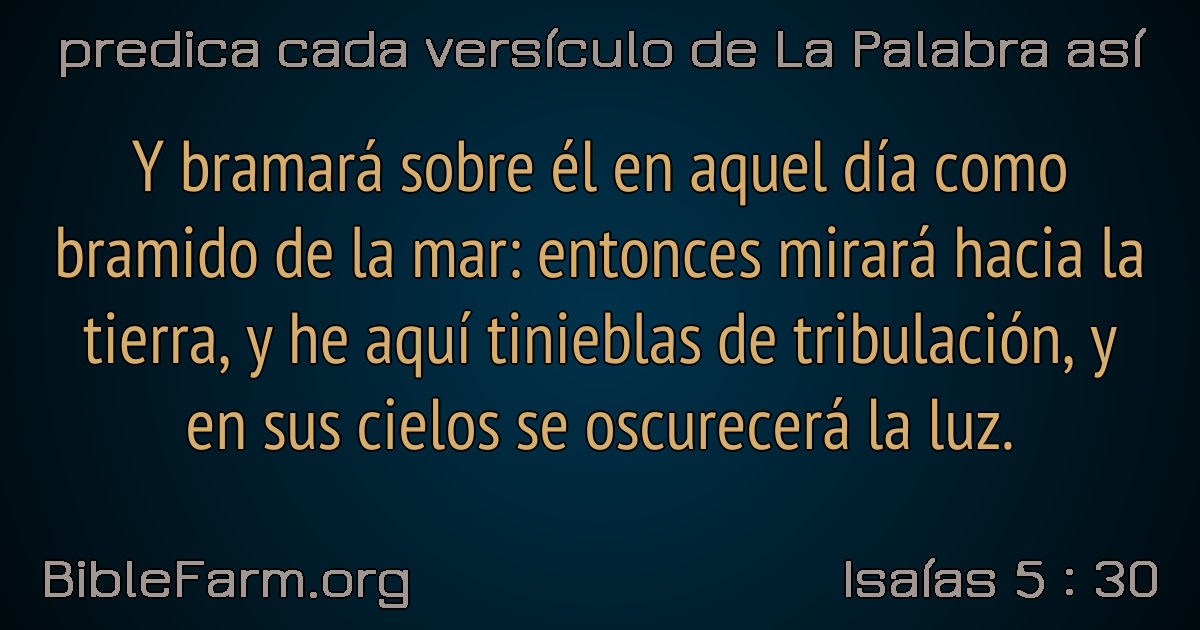 predica cada versículo de La Palabra así
Y bramará sobre él en aquel día como
bramido de la mar: entonces mirará hacia la
tierra, y he aquí tinieblas de tribulación, y
en sus cielos se oscurecerá la luz.
BibleFarm.org
Isaías 5 : 30